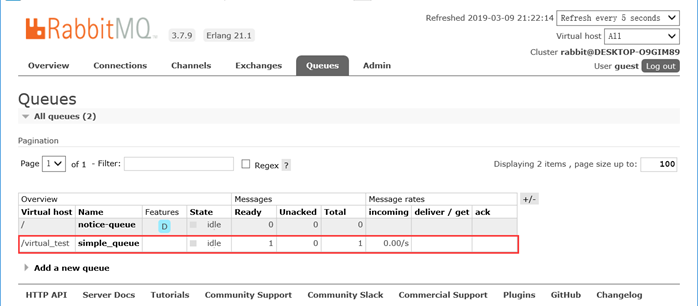 Refreshed 2019-03-09 21:22:14 Refresh every 5 seconds
RabbitMQ™ 3.7.9 Erlang 21.1
Virtual host All
Cluster rabbit@DESKTOP-O9GIM89
User guest Log out
Overview Connections Channels Exchanges Queues Admin
Queues
All queues (2)
Pagination
Page 1 of 1 - Filter: Regex ? Displaying 2 items , page size up to: 100
Overview Messages Message rates +/-
Virtual host Name Features State Ready Unacked Total incoming deliver / get ack
/ notice-queue D idle 0 0 0
/virtual_test simple_queue idle 1 0 1 0.00/s
Add a new queue
HTTP API Server Docs Tutorials Community Support Community Slack Commercial Support Plugins GitHub Changelog